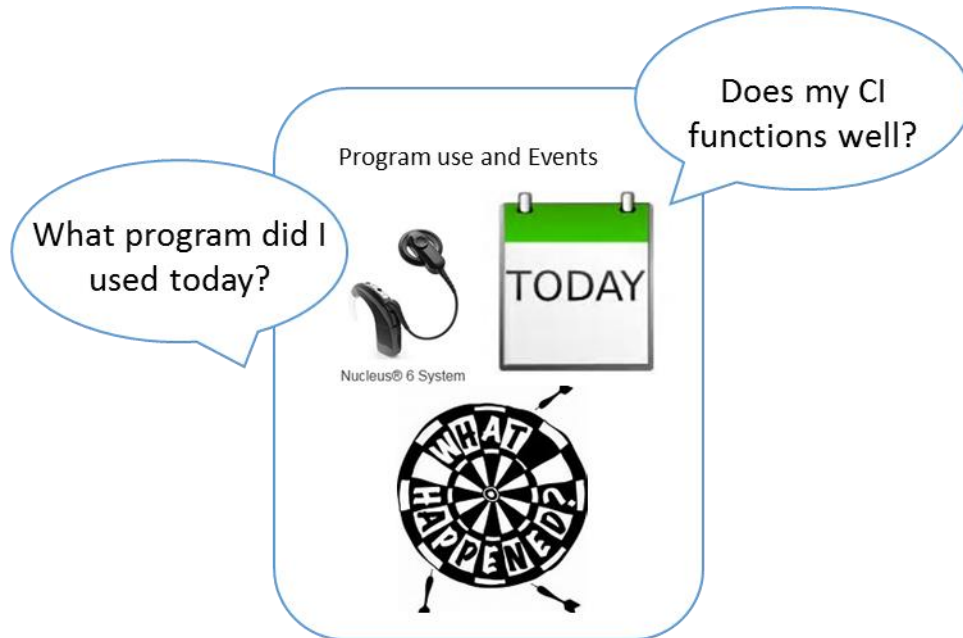 Does my CI
functions well?
Program use and Events
What program did I
used today?
TODAY
Nucleus® 6 System
WHAT
HAPPENED?